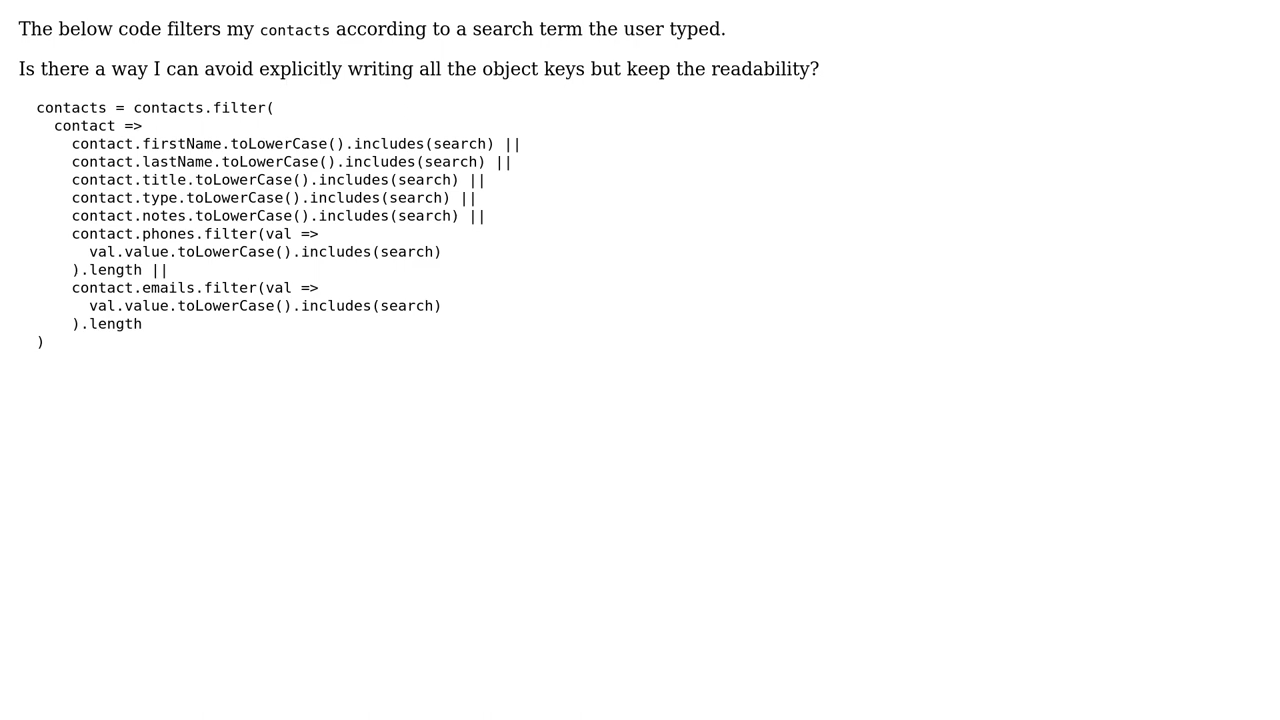 The below code filters my contacts according to a search term the user typed.
Is there a way I can avoid explicitly writing all the object keys but keep the readability?
contacts = contacts.filter(
  contact =>
    contact.firstName.toLowerCase().includes(search) ||
    contact.lastName.toLowerCase().includes(search) ||
    contact.title.toLowerCase().includes(search) ||
    contact.type.toLowerCase().includes(search) ||
    contact.notes.toLowerCase().includes(search) ||
    contact.phones.filter(val =>
      val.value.toLowerCase().includes(search)
    ).length ||
    contact.emails.filter(val =>
      val.value.toLowerCase().includes(search)
    ).length
)